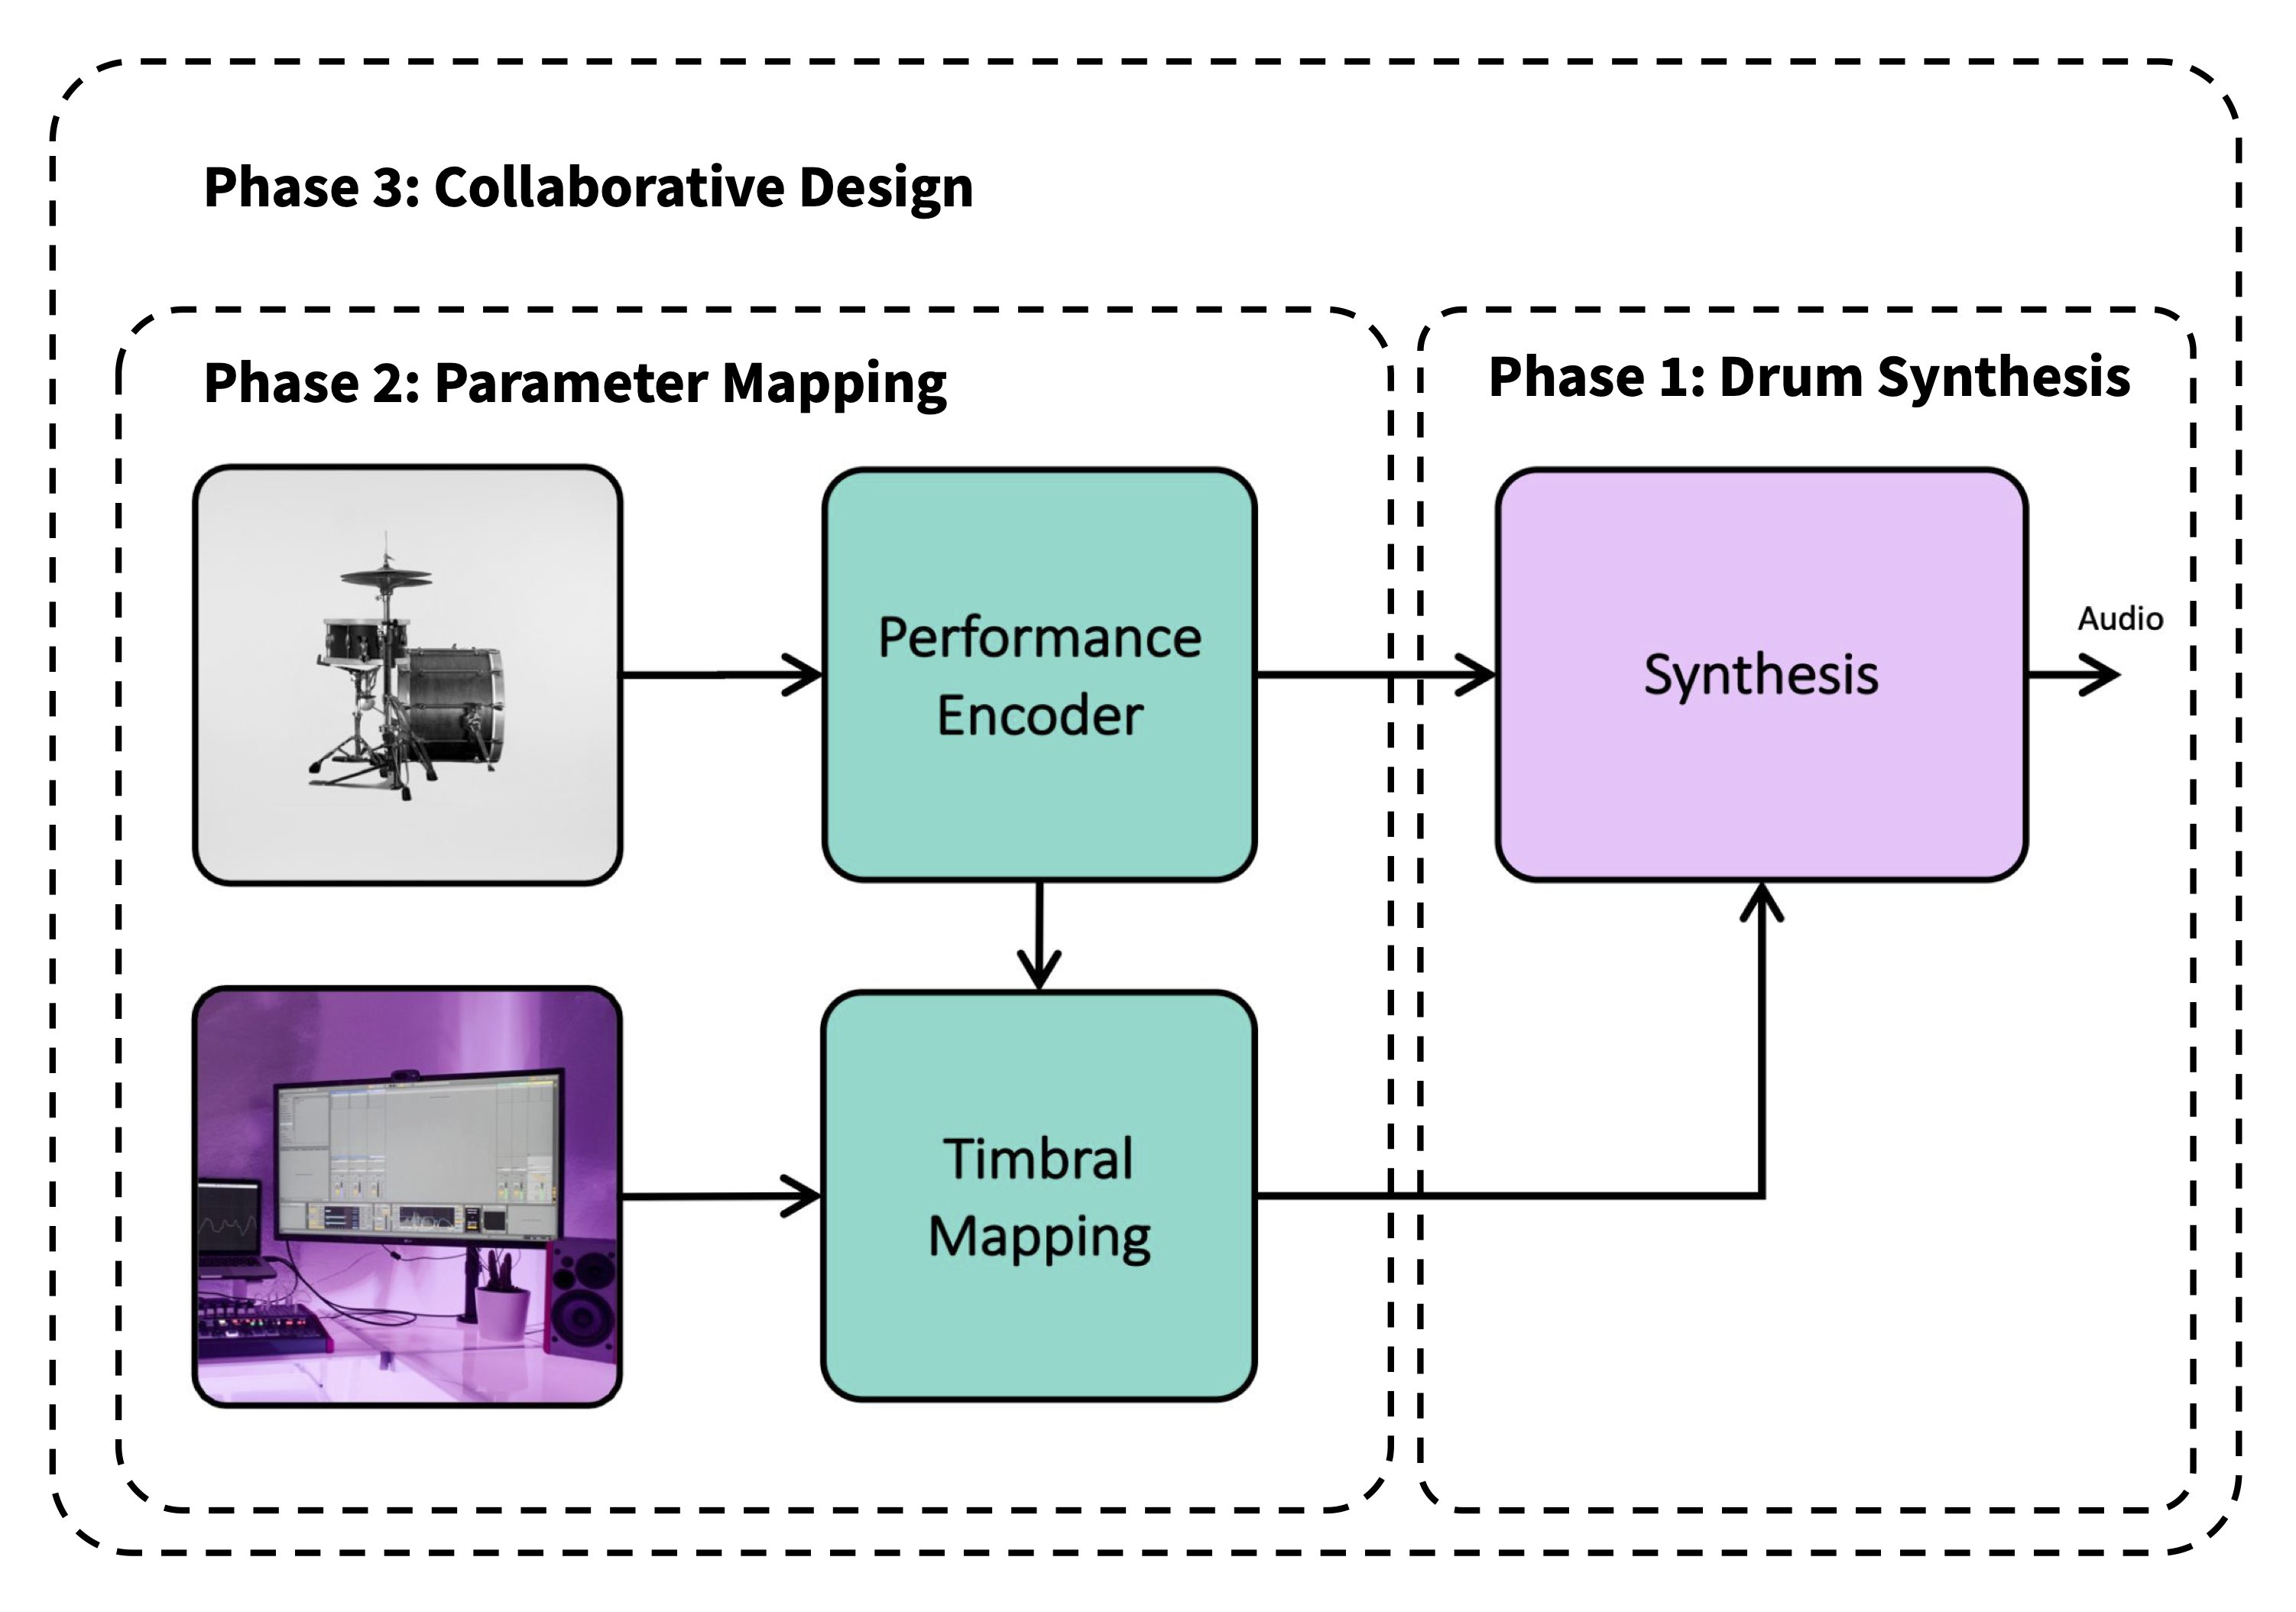 Phase 3: Collaborative Design
Phase 2: Parameter Mapping
Phase 1: Drum Synthesis
Performance
Encoder
Synthesis
Audio
Timbral
Mapping